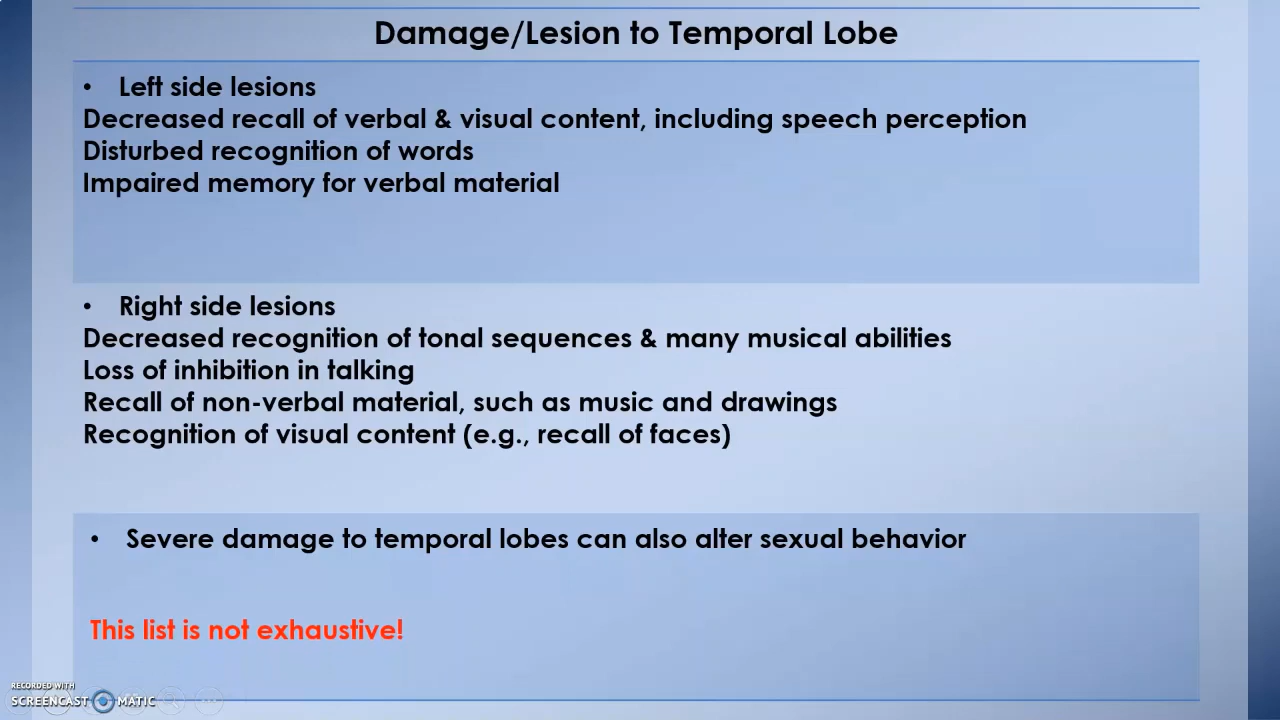 Damage/Lesion to Temporal Lobe
• Left side lesions
Decreased recall of verbal & visual content, including speech perception
Disturbed recognition of words
Impaired memory for verbal material
• Right side lesions
Decreased recognition of tonal sequences & many musical abilities
Loss of inhibition in talking
Recall of non-verbal material, such as music and drawings
Recognition of visual content (e.g., recall of faces)
• Severe damage to temporal lobes can also alter sexual behavior
This list is not exhaustive!
RECORDED WITH
SCREENCAST MATIC